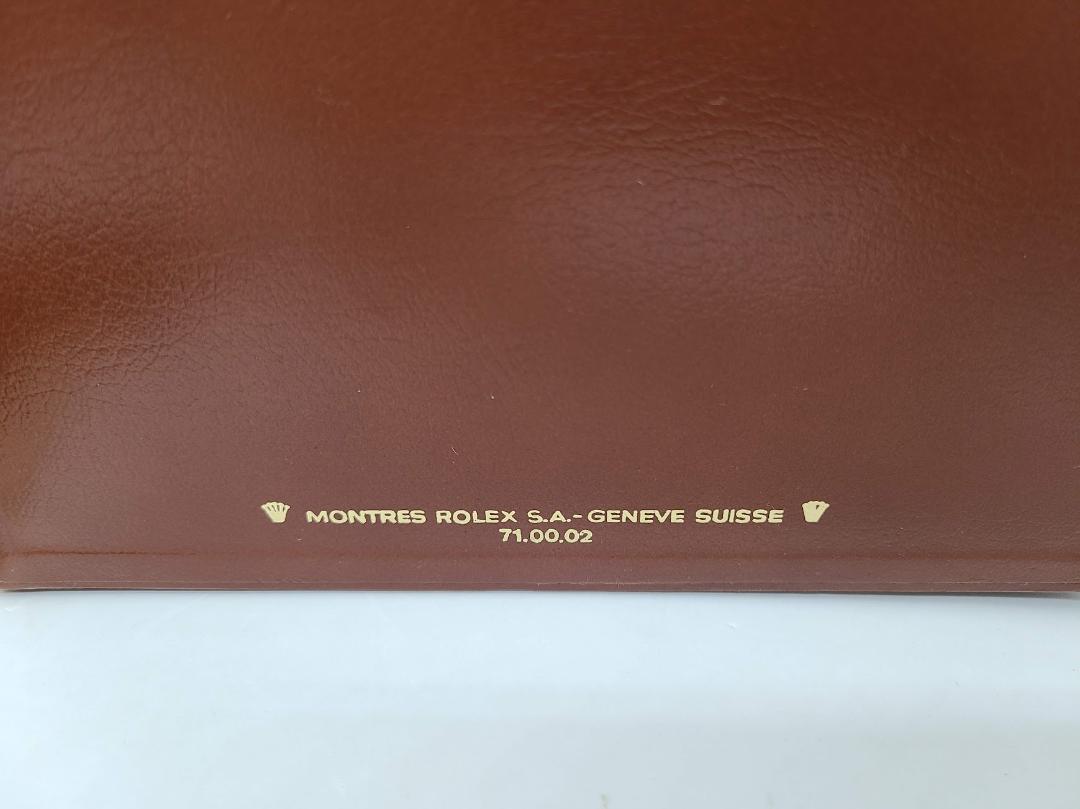 MONTRES ROLEX S.A.-GENEVE SUISSE
71.00.02